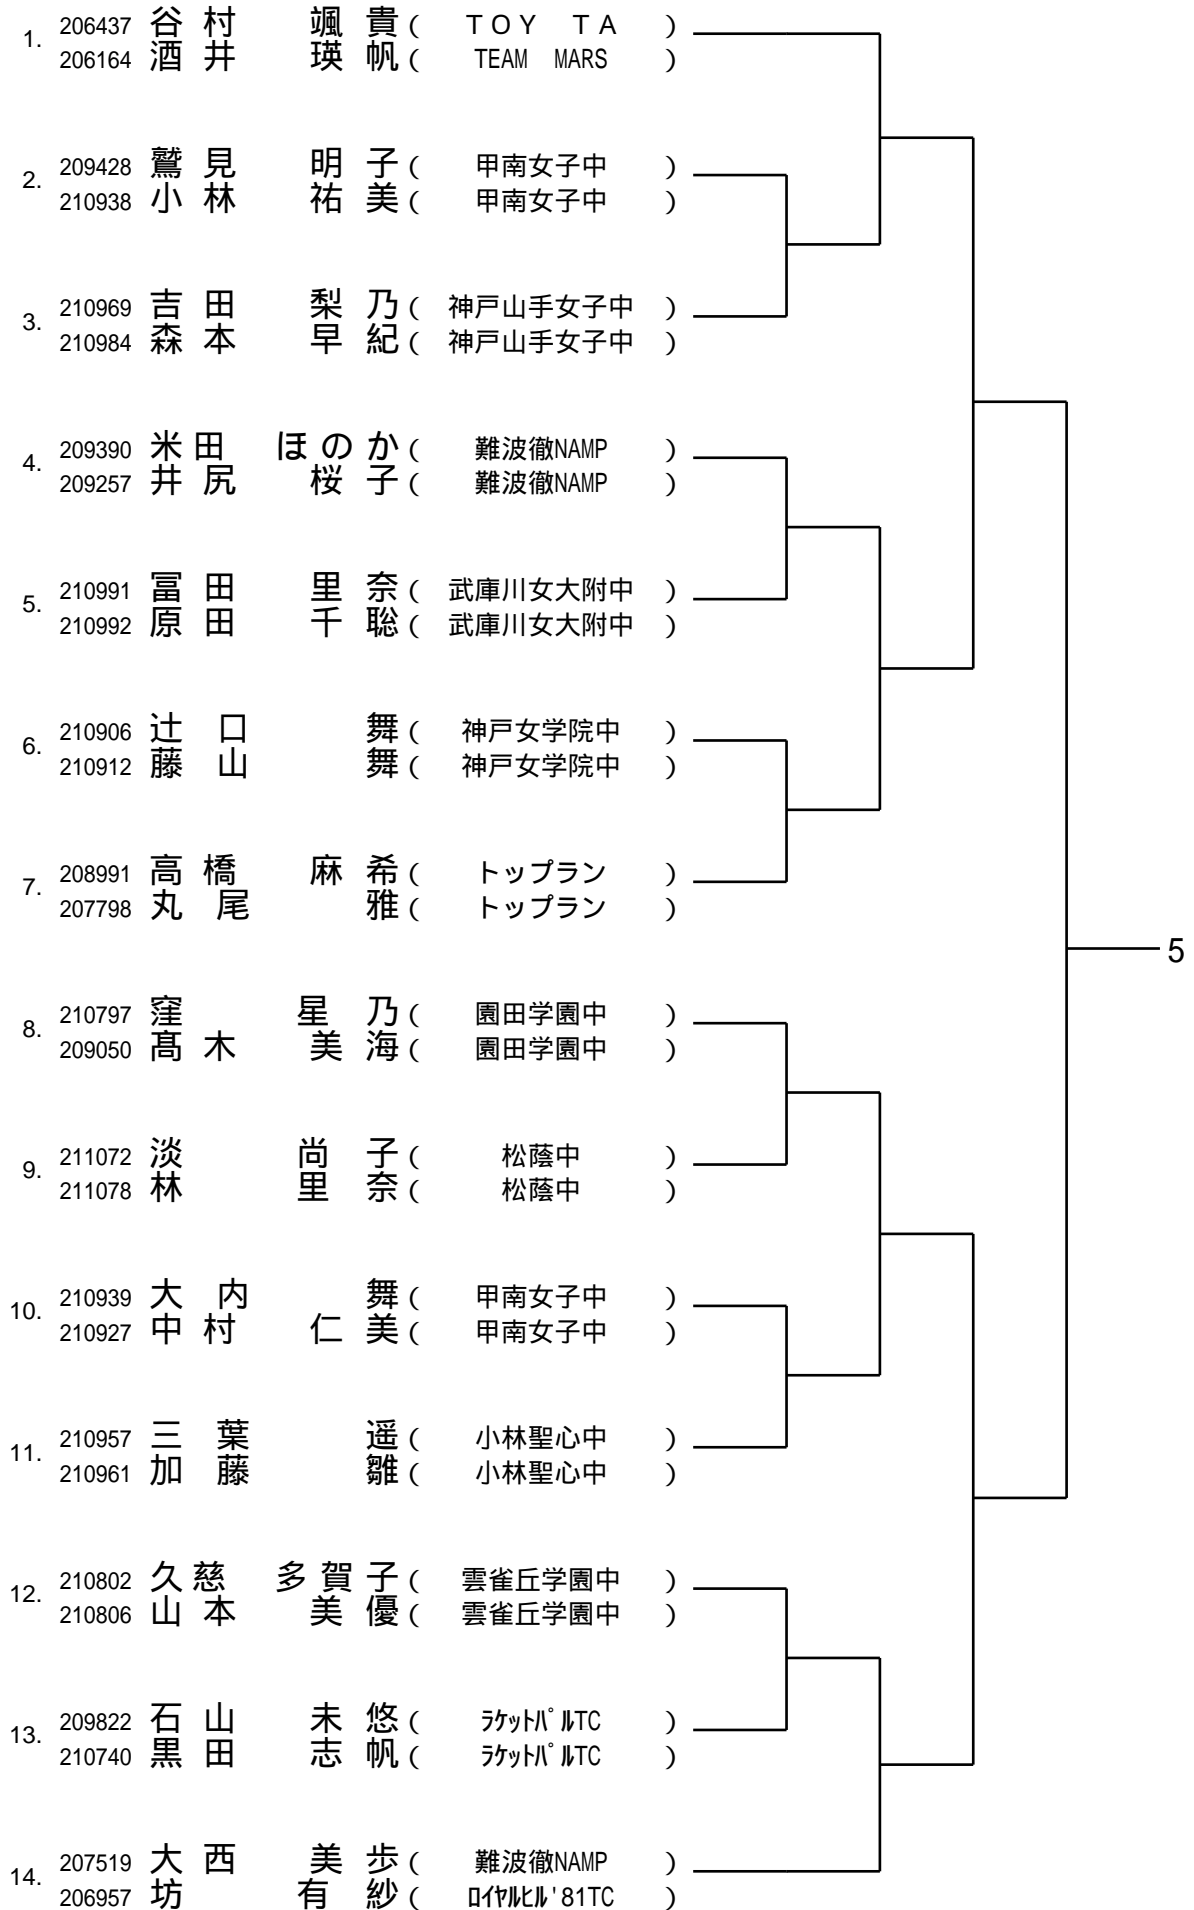 1. 206437 谷村 颯貴 ( TOY TA )
206164 酒井 瑛帆 ( TEAM MARS )
2. 209428 鷲見 明子 ( 甲南女子中 )
210938 小林 祐美 ( 甲南女子中 )
3. 210969 吉田 梨乃 ( 神戸山手女子中 )
210984 森本 早紀 ( 神戸山手女子中 )
4. 209390 米田 ほのか ( 難波徹NAMP )
209257 井尻 桜子 ( 難波徹NAMP )
5. 210991 冨田 里奈 ( 武庫川女大附中 )
210992 原田 千聡 ( 武庫川女大附中 )
6. 210906 辻口 舞 ( 神戸女学院中 )
210912 藤山 舞 ( 神戸女学院中 )
7. 208991 高橋 麻希 ( トップラン )
207798 丸尾 雅 ( トップラン )
5
8. 210797 窪 星乃 ( 園田学園中 )
209050 髙木 美海 ( 園田学園中 )
9. 211072 淡 尚子 ( 松蔭中 )
211078 林 里奈 ( 松蔭中 )
10. 210939 大内 舞 ( 甲南女子中 )
210927 中村 仁美 ( 甲南女子中 )
11. 210957 三葉 遥 ( 小林聖心中 )
210961 加藤 雛 ( 小林聖心中 )
12. 210802 久慈 多賀子 ( 雲雀丘学園中 )
210806 山本 美優 ( 雲雀丘学園中 )
13. 209822 石山 未悠 ( ﾗｹｯﾄﾊﾟﾙTC )
210740 黒田 志帆 ( ﾗｹｯﾄﾊﾟﾙTC )
14. 207519 大西 美歩 ( 難波徹NAMP )
206957 坊 有紗 ( ﾛｲﾔﾙﾋﾙ'81TC )